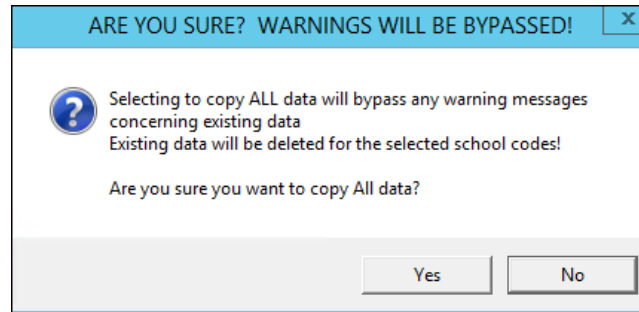 ARE YOU SURE?  WARNINGS WILL BE BYPASSED!
x
Selecting to copy ALL data will bypass any warning messages
concerning existing data
Existing data will be deleted for the selected school codes!
Are you sure you want to copy All data?
Yes
No